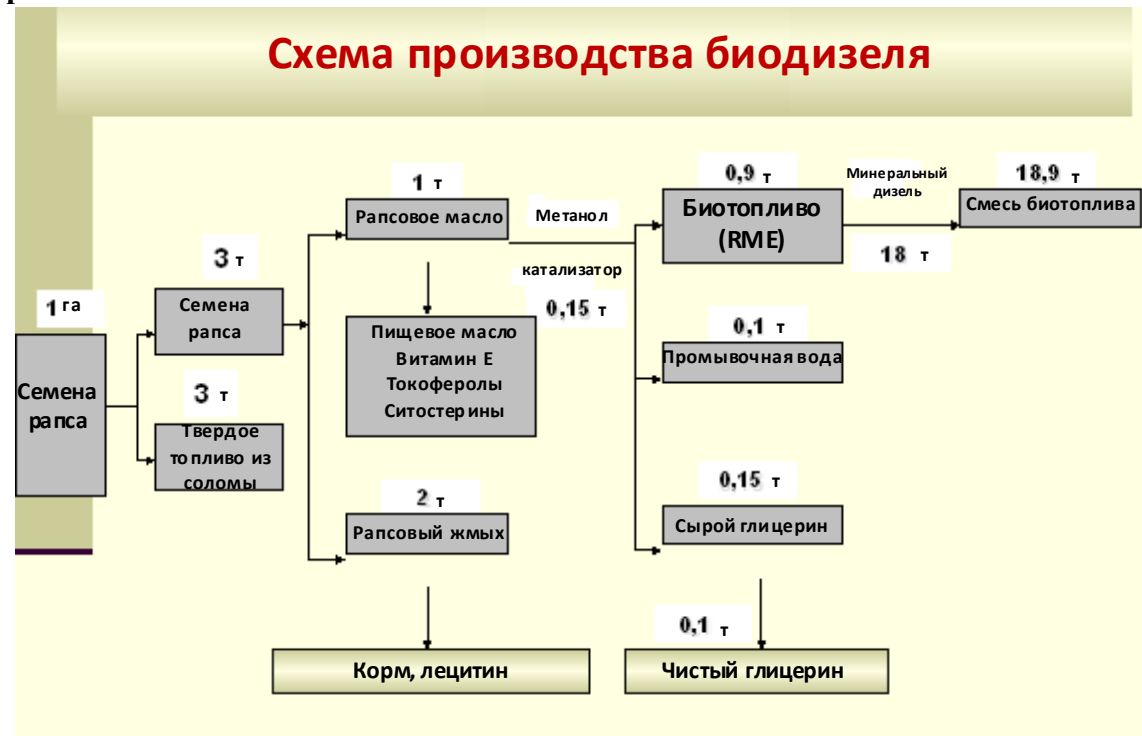 Схема производства биодизеля
1 га
Семена
рапса
3 т
Семена
рапса
3 т
Твердое
топливо из
соломы
1 т
Рапсовое масло
Пищевое масло
Витамин Е
Токоферолы
Ситостерины
2 т
Рапсовый жмых
Корм, лецитин
Метанол
катализатор
0,15 т
0,9 т
Биотопливо
(RME)
0,1 т
Промывочная вода
0,15 т
Сырой глицерин
0,1 т
Чистый глицерин
Минеральный
дизель
18 т
18,9 т
Смесь биотоплива